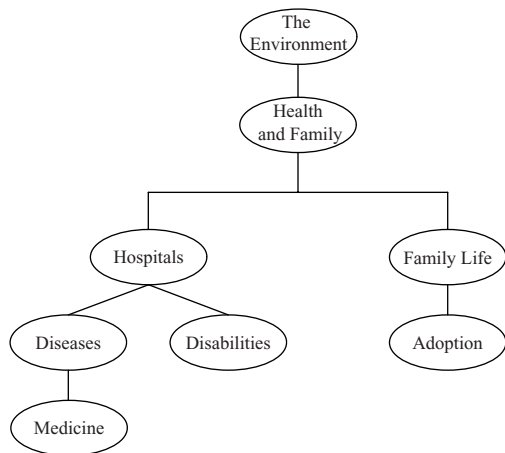 The
Environment
Health
and Family
Hospitals
Family Life
Diseases
Disabilities
Adoption
Medicine